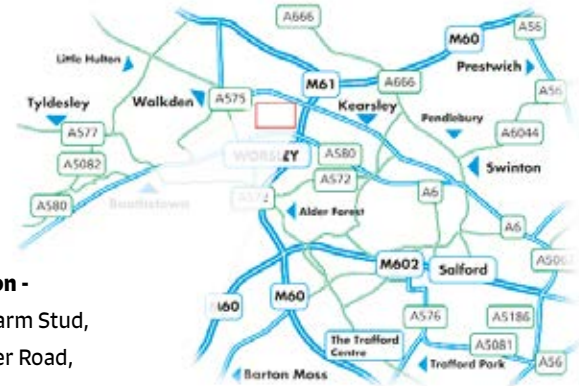 A666
A56
M60
Little Hulton
Prestwich
M61
A666
Tyldesley
Walkden
A575
Kearsley
A56
Pendlebury
A577
A6044
WORSLEY
A580
A5082
Swinton
A572
A6
Boothstown
A572
A580
Alder Forest
A6
M602
Salford
on -
M60
M60
arm Stud,
A576
A5186
er Road,
The Trafford
Centre
A5081
Trafford Park
A56
Barton Moss